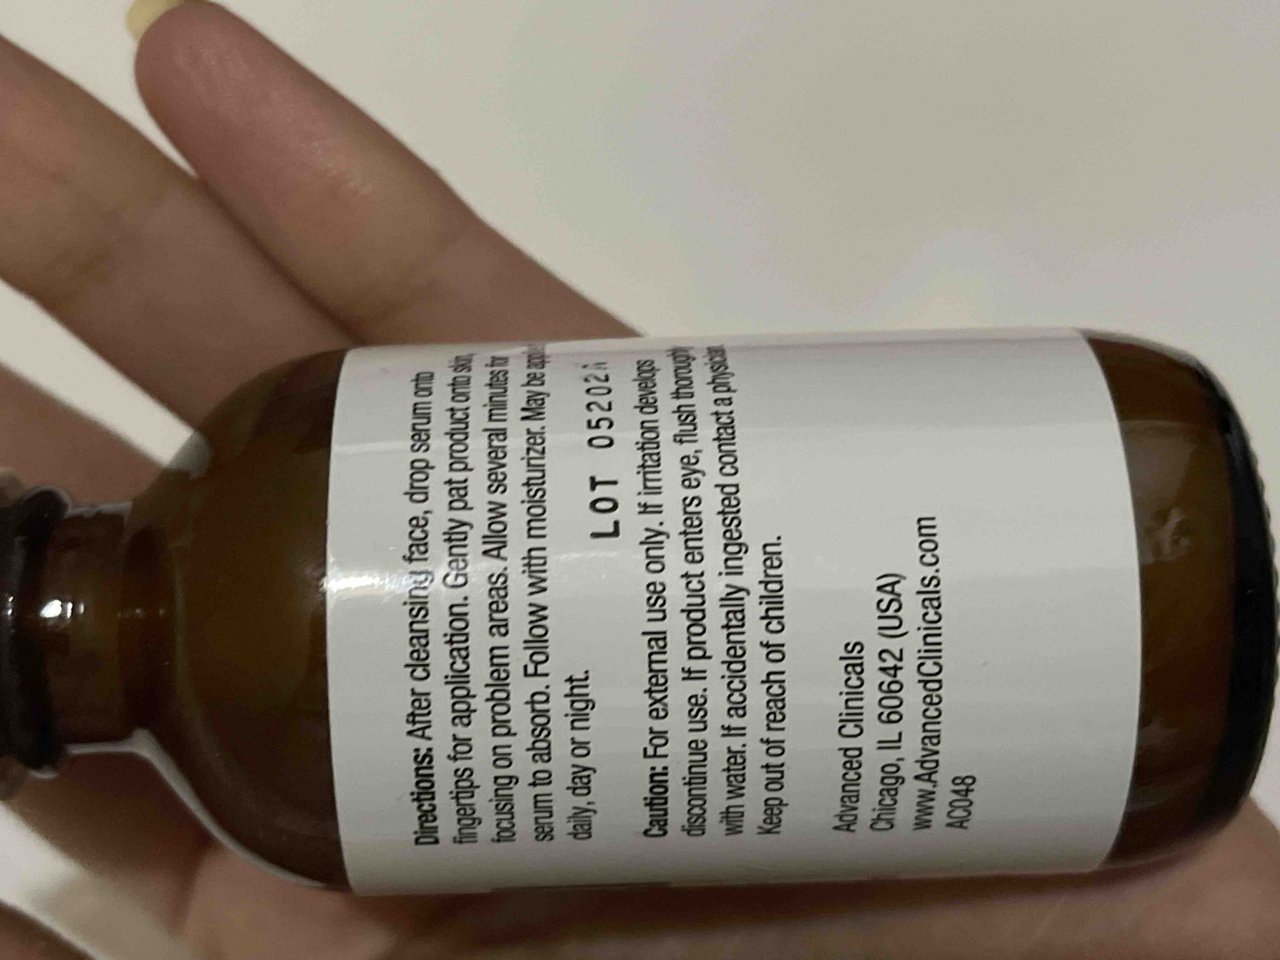 Directions: After cleansing face, drop serum onto
fingertips for application. Gently pat product onto skin,
focusing on problem areas. Allow several minutes for
serum to absorb. Follow with moisturizer. May be
daily, day or night.
LOT
Caution: For external use only. If irritation develops
discontinue use. If product enters eye, flush thoroughly
with water. If accidentally ingested contact a physician.
Keep out of reach of children.
Advanced Clinicals
Chicago, IL 60642 (USA)
www.AdvancedClinicals.com
AC048